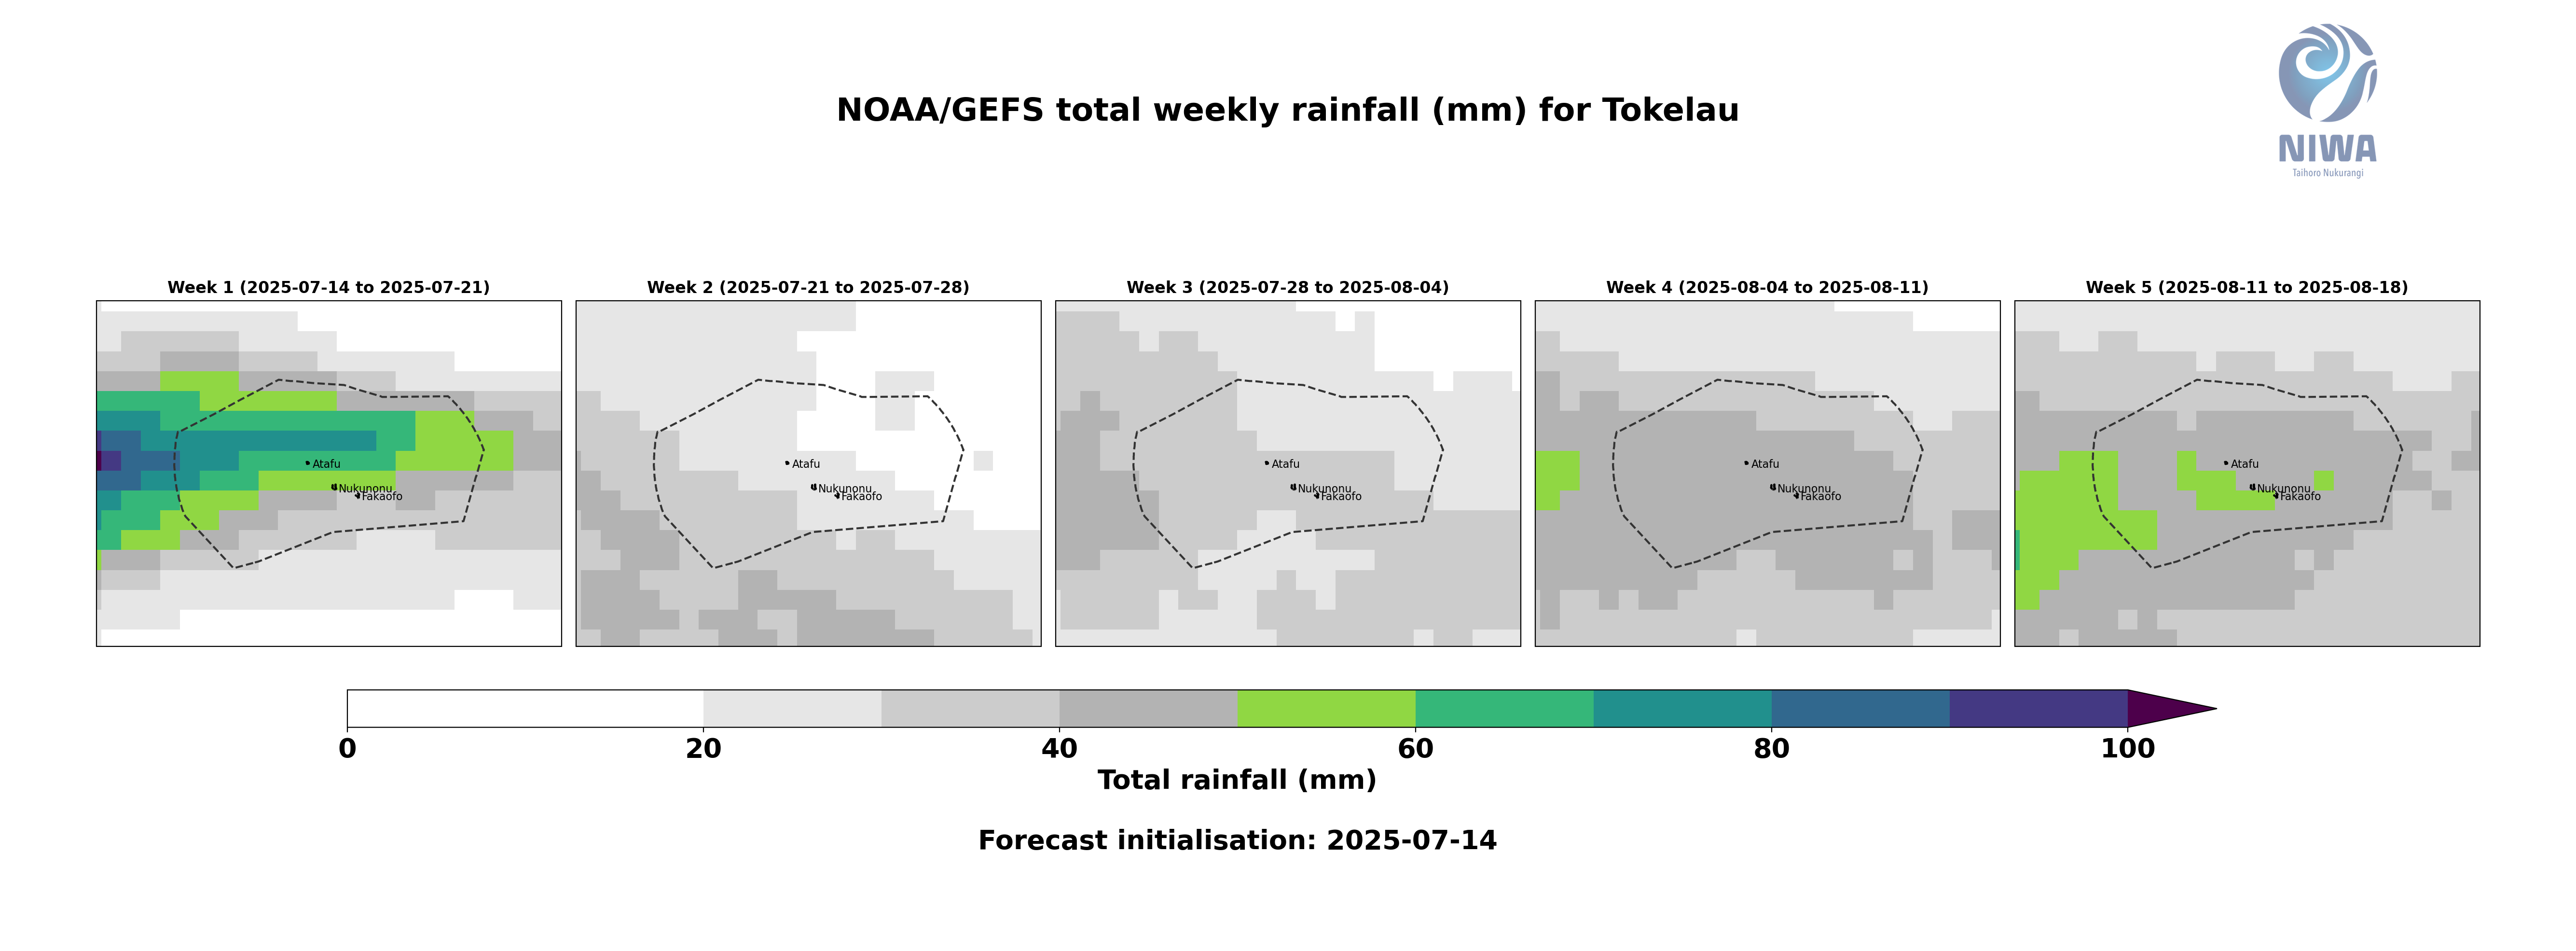 NOAA/GEFS total weekly rainfall (mm) for Tokelau
NIWA
Taihoro Nukurangi
Week 1 (2025-07-14 to 2025-07-21)
Week 2 (2025-07-21 to 2025-07-28)
Week 3 (2025-07-28 to 2025-08-04)
Week 4 (2025-08-04 to 2025-08-11)
Week 5 (2025-08-11 to 2025-08-18)
Atafu
Nukunonu
Fakaofo
Atafu
Nukunonu
Fakaofo
Atafu
Nukunonu
Fakaofo
Atafu
Nukunonu
Fakaofo
Atafu
Nukunonu
Fakaofo
0 20 40 60 80 100
Total rainfall (mm)
Forecast initialisation: 2025-07-14